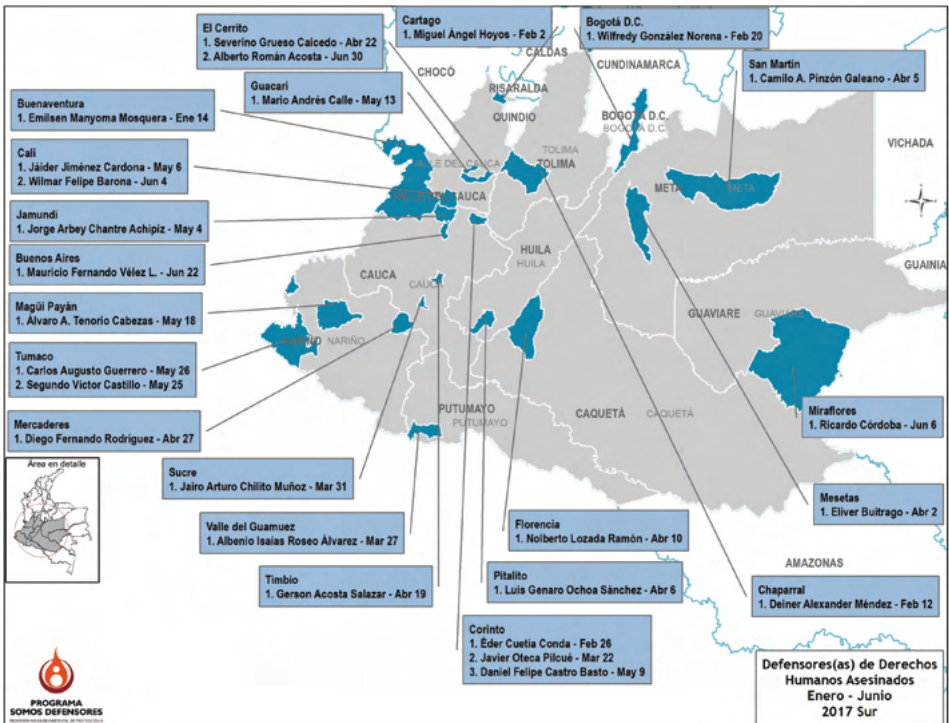 El Cerrito
1. Severino Grueso Caicedo - Abr 22
2. Alberto Román Acosta - Jun 30
Cartago
1. Miguel Ángel Hoyos - Feb 2
Bogotá D.C.
1. Wilfredy González Norena - Feb 20
San Martín
1. Camilo A. Pinzón Galeano - Abr 5
Guacarí
1. Mario Andrés Calle - May 13
Buenaventura
1. Emilsen Manyoma Mosquera - Ene 14
Cali
1. Jáider Jiménez Cardona - May 6
2. Wilmar Felipe Barona - Jun 4
Jamundí
1. Jorge Arbey Chantre Achipiz - May 4
Buenos Aires
1. Mauricio Fernando Vélez L. - Jun 22
Magüi Payán
1. Álvaro A. Tenorio Cabezas - May 18
Tumaco
1. Carlos Augusto Guerrero - May 26
2. Segundo Victor Castillo - May 25
Mercaderes
1. Diego Fernando Rodríguez - Abr 27
Sucre
1. Jairo Arturo Chilito Muñoz - Mar 31
Valle del Guamuez
1. Albenio Isaías Roseo Álvarez - Mar 27
Timbío
1. Gerson Acosta Salazar - Abr 19
Corinto
1. Éder Cuetia Conda - Feb 26
2. Javier Oteca Pilcué - Mar 22
3. Daniel Felipe Castro Basto - May 9
Pitalito
1. Luis Genaro Ochoa Sánchez - Abr 6
Florencia
1. Nolberto Lozada Ramón - Abr 10
Miraflores
1. Ricardo Córdoba - Jun 6
Mesetas
1. Eliver Buitrago - Abr 2
Chaparral
1. Deiner Alexander Méndez - Feb 12
CHOCÓ
CALDAS
RISARALDA
QUINDIO
CUNDINAMARCA
BOGOTÁ D.C.
BOGOTÁ D.C.
TOLIMA
TOLIMA
VALLE DEL CAUCA
VALLE DEL CAUCA
META
META
VICHADA
HUILA
HUILA
CAUCA
CAUCA
GUAINIA
GUAVIARE
GUAVIARE
NARIÑO
NARIÑO
PUTUMAYO
PUTUMAYO
CAQUETÁ
CAQUETÁ
AMAZONAS
Área en detalle
PROGRAMA
SOMOS DEFENSORES
Defensores(as) de Derechos
Humanos Asesinados
Enero - Junio
2017 Sur